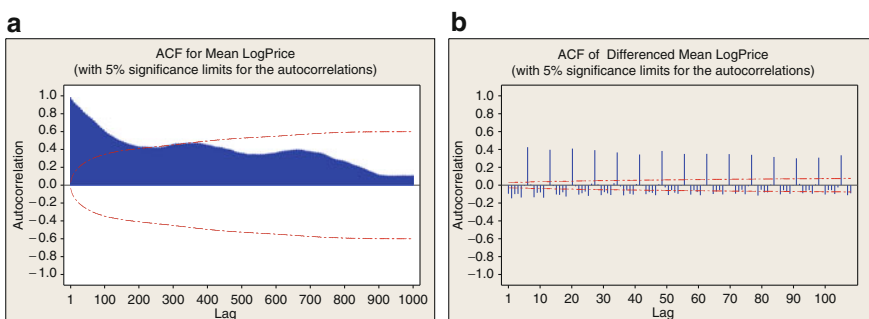 a
ACF for Mean LogPrice
(with 5% significance limits for the autocorrelations)
Autocorrelation
1.0
0.8
0.6
0.4
0.2
0.0
−0.2
−0.4
−0.6
−0.8
−1.0
1 100 200 300 400 500 600 700 800 900 1000
Lag
b
ACF of Differenced Mean LogPrice
(with 5% significance limits for the autocorrelations)
Autocorrelation
1.0
0.8
0.6
0.4
0.2
0.0
−0.2
−0.4
−0.6
−0.8
−1.0
1 10 20 30 40 50 60 70 80 90 100
Lag